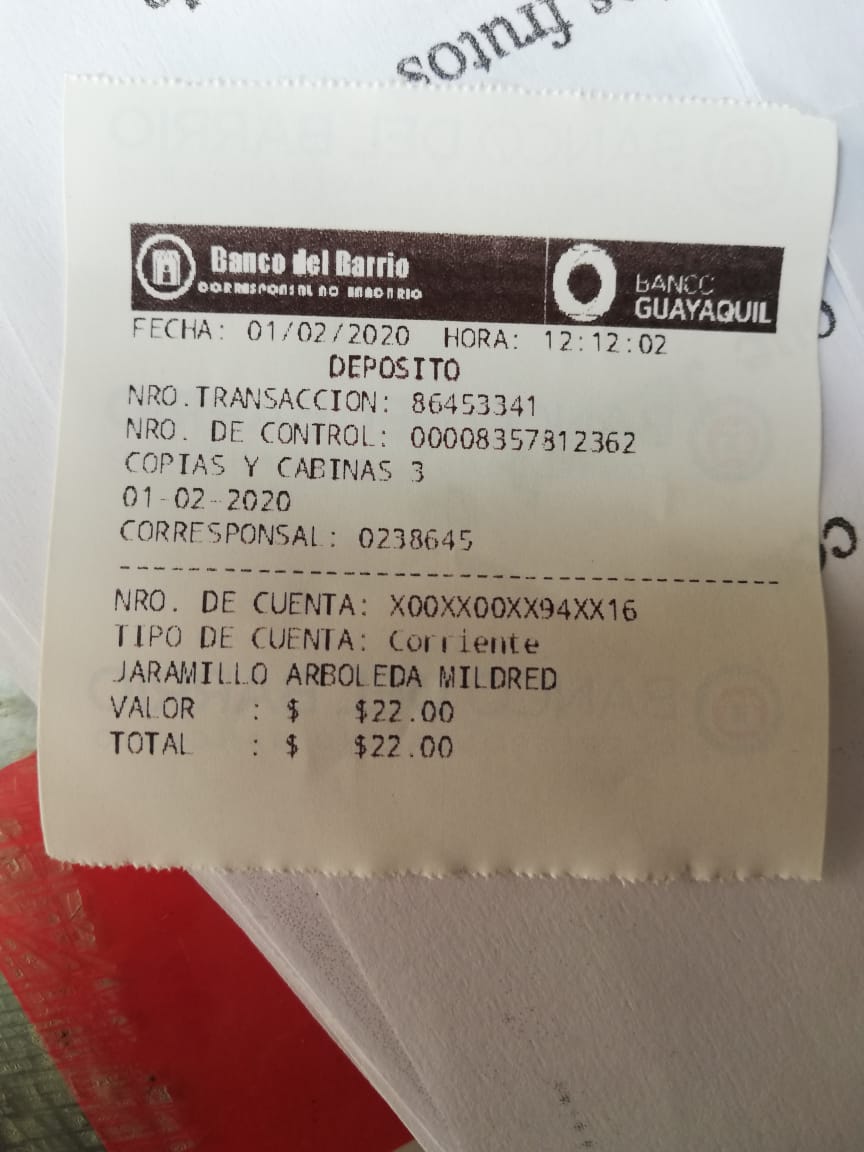 s frutos
Banco del Barrio
CORRESPONSAL NO BANCARIO
BANCO
GUAYAQUIL
FECHA: 01/02/2020 HORA: 12:12:02
DEPOSITO
NRO.TRANSACCION: 86453341
NRO. DE CONTROL: 00008357812362
COPIAS Y CABINAS 3
01-02-2020
CORRESPONSAL: 0238645
NRO. DE CUENTA: X00XX00XX94XX16
TIPO DE CUENTA: Corriente
JARAMILLO ARBOLEDA MILDRED
VALOR : $ $22.00
TOTAL : $ $22.00